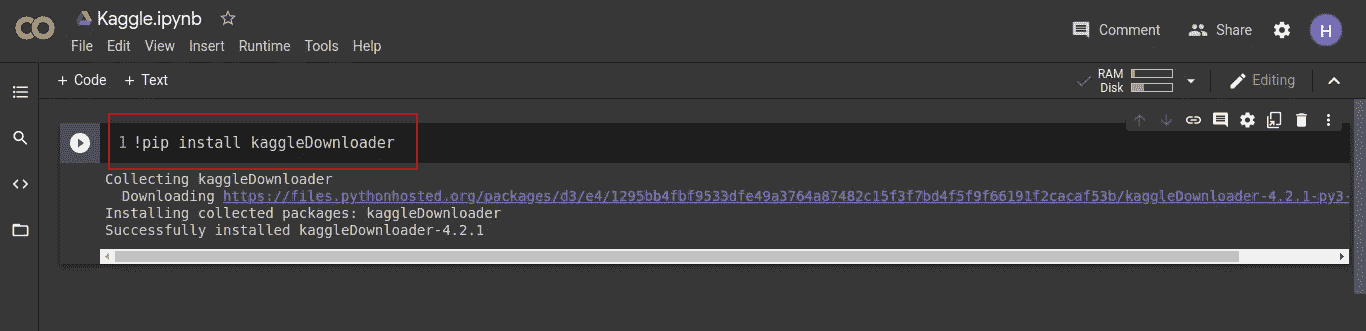 Kaggle.ipynb
File Edit View Insert Runtime Tools Help
Comment Share H
+ Code + Text
RAM
Disk
Editing
1 !pip install kaggleDownloader
Collecting kaggleDownloader
Downloading https://files.pythonhosted.org/packages/d3/e4/1295bb4fbf9533dfe49a3764a87482c15f3f7bd4f5f9f66191f2cacaf53b/kaggleDownloader-4.2.1-py3-
Installing collected packages: kaggleDownloader
Successfully installed kaggleDownloader-4.2.1